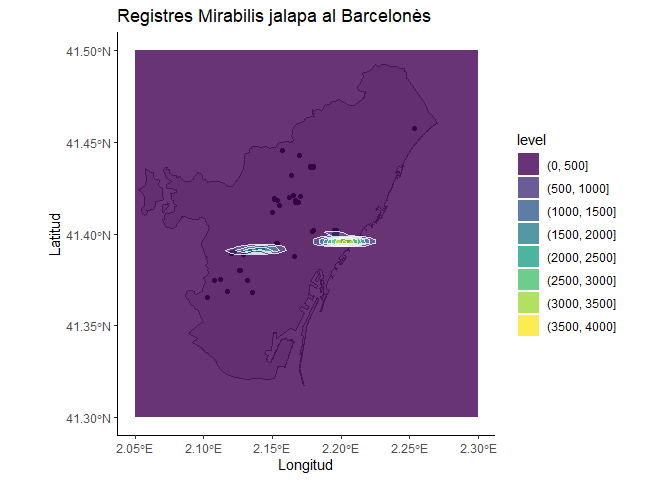 Registres Mirabilis jalapa al Barcelonès
41.50°N
41.45°N
41.40°N
41.35°N
41.30°N
Latitud
2.05°E
2.10°E
2.15°E
2.20°E
2.25°E
2.30°E
Longitud
level
(0, 500]
(500, 1000]
(1000, 1500]
(1500, 2000]
(2000, 2500]
(2500, 3000]
(3000, 3500]
(3500, 4000]